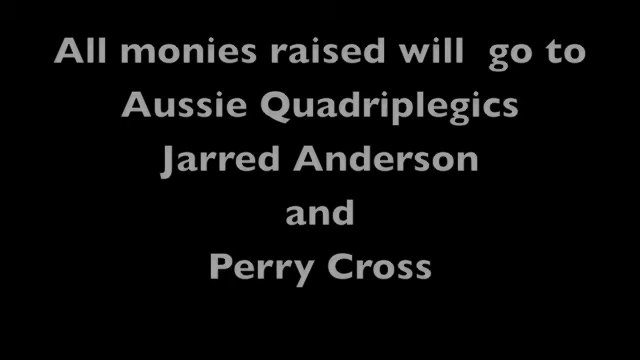 All monies raised will  go to
Aussie Quadriplegics
Jarred Anderson
and
Perry Cross